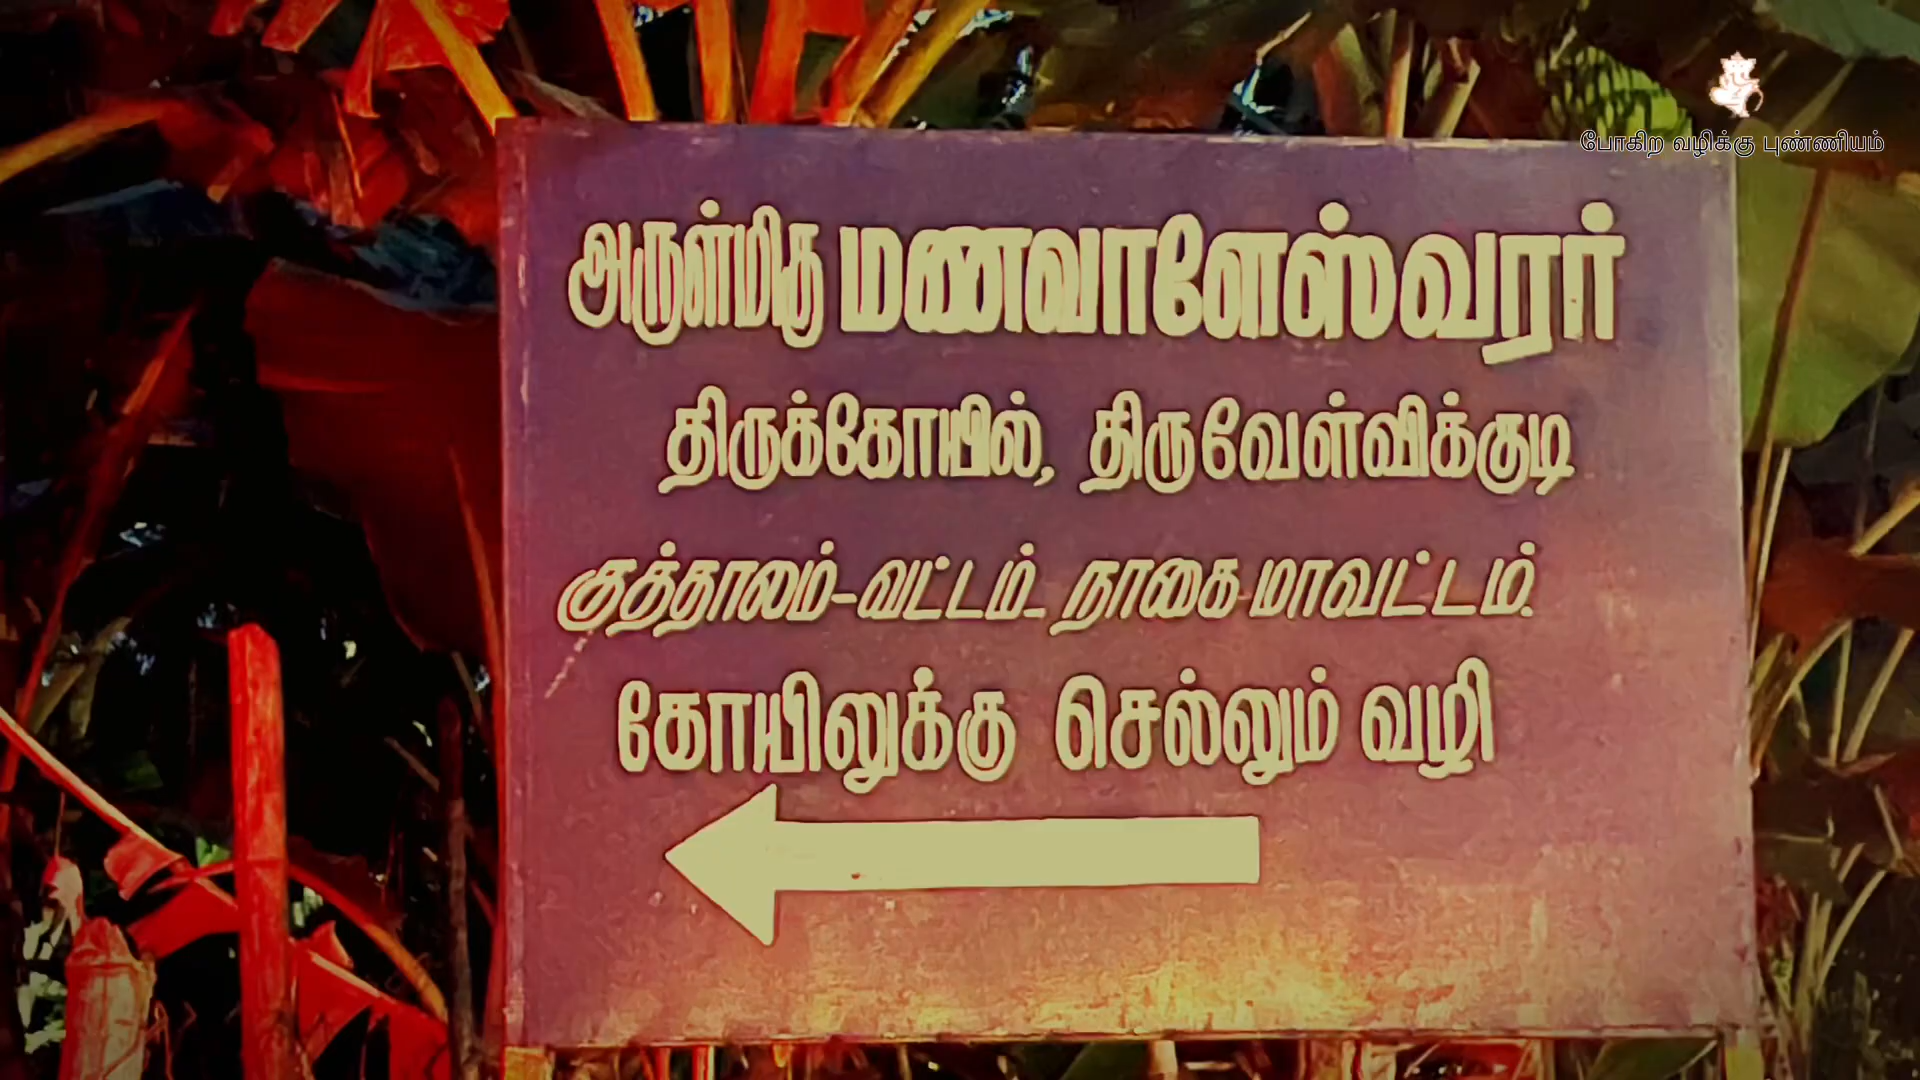 போகிற வழிக்கு புண்ணியம்
அருள்மிகு மணவாளேஸ்வரர்
திருக்கோயில், திருவேள்விக்குடி
குத்தாலம்-வட்டம்- நாகை மாவட்டம்.
கோயிலுக்கு செல்லும் வழி